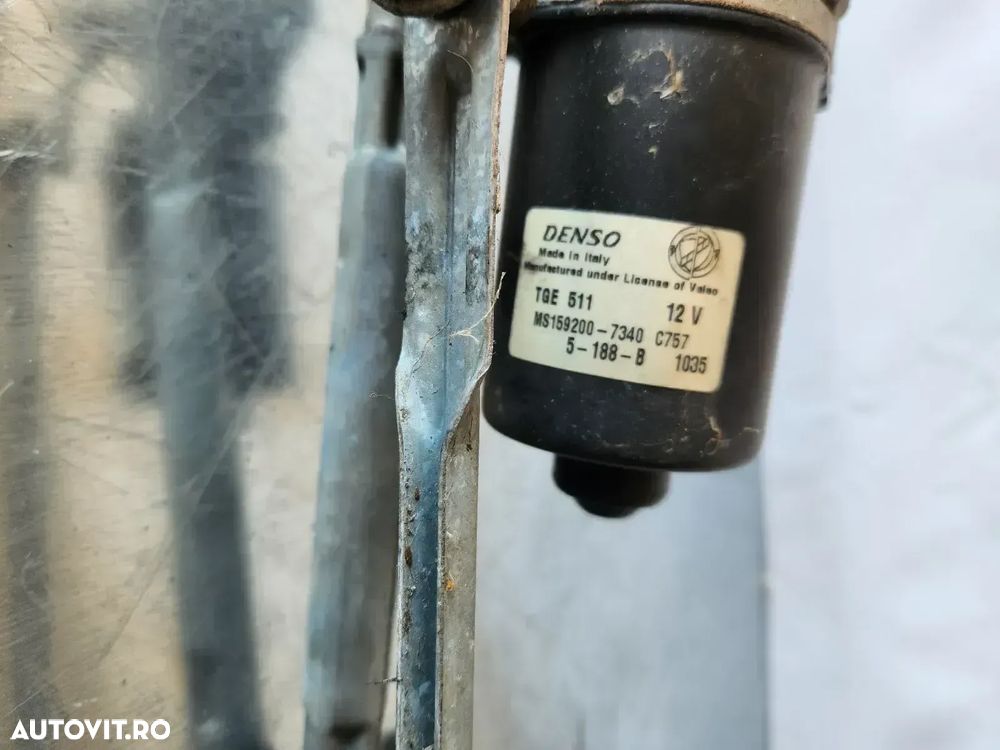 DENSO
Made in Italy
Manufactured under License of Valeo
TGE 511 12 V
MS159200-7340 C757
5-188-B 1035
AUTOVIT.RO